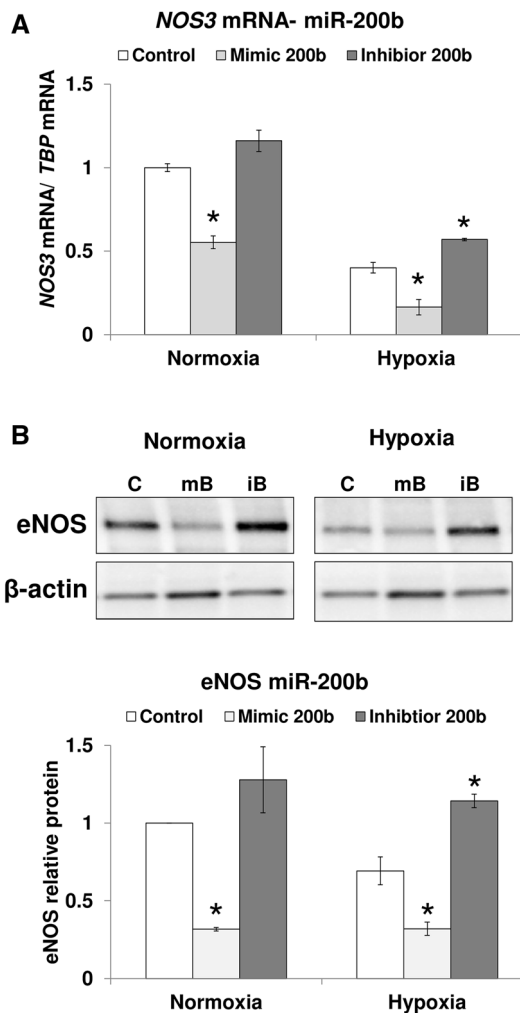 A
NOS3 mRNA- miR-200b
Control Mimic 200b Inhibior 200b
NOS3 mRNA/ TBP mRNA
1.5
1
0.5
0
* * *
Normoxia Hypoxia
B
Normoxia Hypoxia
C mB iB C mB iB
eNOS
β-actin
eNOS miR-200b
Control Mimic 200b Inhibtior 200b
eNOS relative protein
1.5
1
0.5
0
* * *
Normoxia Hypoxia